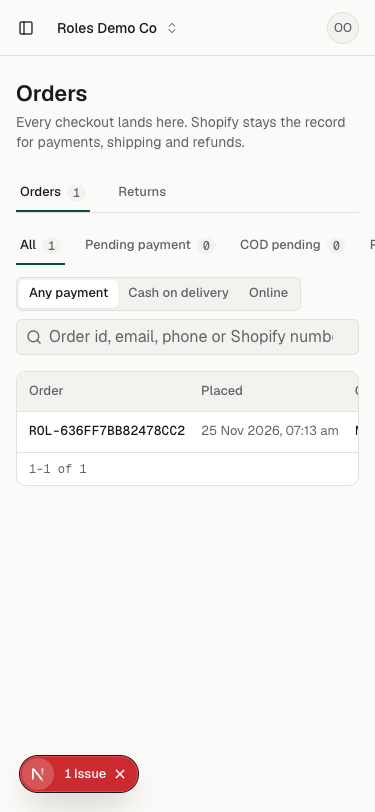 Roles Demo Co
OO
Orders
Every checkout lands here. Shopify stays the record
for payments, shipping and refunds.
Orders 1 Returns
All 1 Pending payment 0 COD pending 0
Any payment Cash on delivery Online
Order id, email, phone or Shopify numb
Order Placed
ROL-636FF7BB82478CC2 25 Nov 2026, 07:13 am
1–1 of 1
N 1 Issue